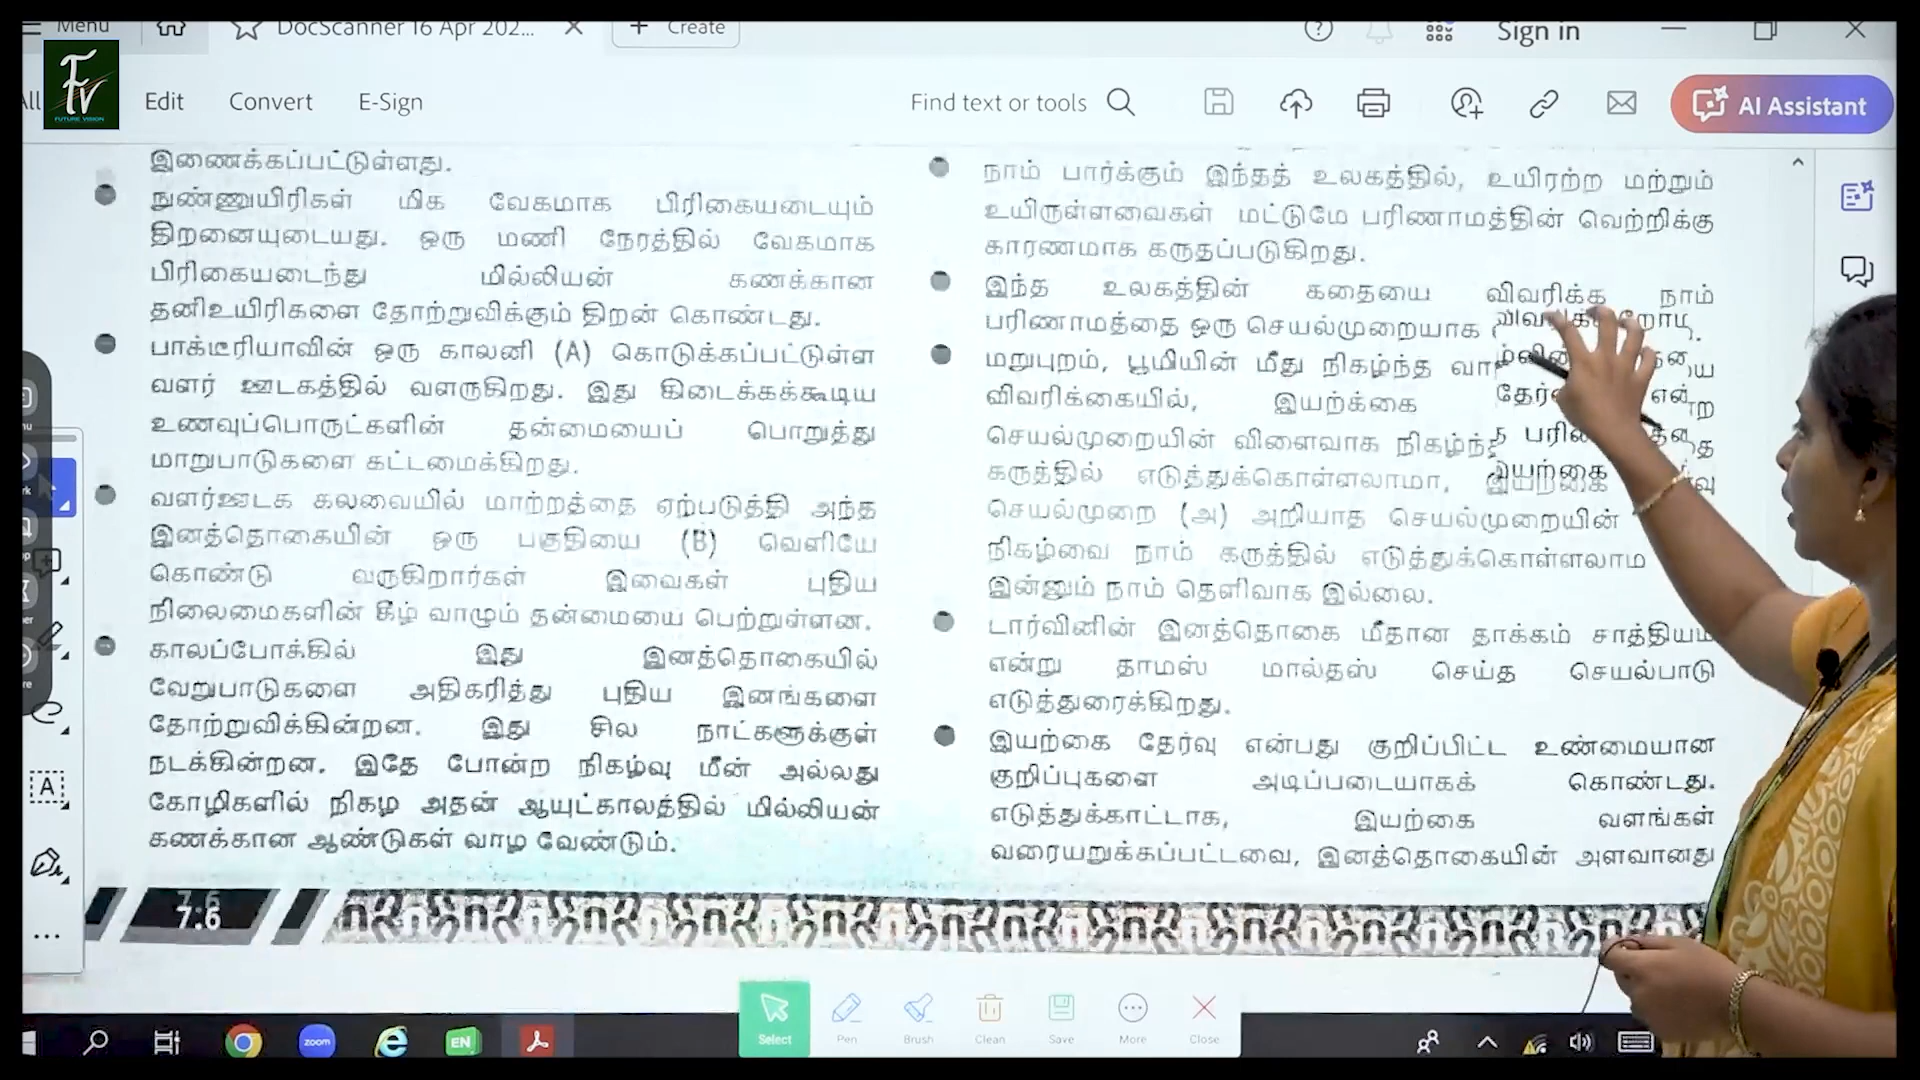 Menu
DocScanner 16 Apr 202...
Create
Sign in
FUTURE VISION
Edit
Convert
E-Sign
Find text or tools
AI Assistant
இணைக்கப்பட்டுள்ளது.
நுண்ணுயிரிகள் மிக வேகமாக பிரிகையடையும்
திறனையுடையது. ஒரு மணி நேரத்தில் வேகமாக
பிரிகையடைந்து மில்லியன் கணக்கான
தனிஉயிரிகளை தோற்றுவிக்கும் திறன் கொண்டது.
பாக்டீரியாவின் ஒரு காலனி (A) கொடுக்கப்பட்டுள்ள
வளர் ஊடகத்தில் வளருகிறது. இது கிடைக்கக்கூடிய
உணவுப்பொருட்களின் தன்மையைப் பொறுத்து
மாறுபாடுகளை கட்டமைக்கிறது.
வளர்ஊடக கலவையில் மாற்றத்தை ஏற்படுத்தி அந்த
இனத்தொகையின் ஒரு பகுதியை (B) வெளியே
கொண்டு வருகிறார்கள் இவைகள் புதிய
நிலைமைகளின் கீழ் வாழும் தன்மையை பெற்றுள்ளன.
காலப்போக்கில் இது இனத்தொகையில்
வேறுபாடுகளை அதிகரித்து புதிய இனங்களை
தோற்றுவிக்கின்றன. இது சில நாட்களுக்குள்
நடக்கின்றன. இதே போன்ற நிகழ்வு மீன் அல்லது
கோழிகளில் நிகழ அதன் ஆயுட்காலத்தில் மில்லியன்
கணக்கான ஆண்டுகள் வாழ வேண்டும்.
7.6
நாம் பார்க்கும் இந்தத் உலகத்தில், உயிரற்ற மற்றும்
உயிருள்ளவைகள் மட்டுமே பரிணாமத்தின் வெற்றிக்கு
காரணமாக கருதப்படுகிறது.
இந்த உலகத்தின் கதையை விவரிக்க நாம்
பரிணாமத்தை ஒரு செயல்முறையாக
மறுபுறம், பூமியின் மீது நிகழ்ந்த
விவரிக்கையில், இயற்க்கை
செயல்முறையின் விளைவாக
கருத்தில் எடுத்துக்கொள்ளலாமா, இயற்கை
செயல்முறை (அ) அறியாத செயல்முறையின்
நிகழ்வை நாம் கருத்தில் எடுத்துக்கொள்ளலாம
இன்னும் நாம் தெளிவாக இல்லை.
டார்வினின் இனத்தொகை மீதான தாக்கம்
என்று தாமஸ் மால்தஸ் செய்த செயல்பாடு
எடுத்துரைக்கிறது.
இயற்கை தேர்வு என்பது குறிப்பிட்ட உண்மையான
குறிப்புகளை அடிப்படையாகக் கொண்டது.
எடுத்துக்காட்டாக, இயற்கை வளங்கள்
வரையறுக்கப்பட்டவை, இனத்தொகையின் அளவானது
Select
Pen
Brush
Clean
Save
More
Close
zoom
EN